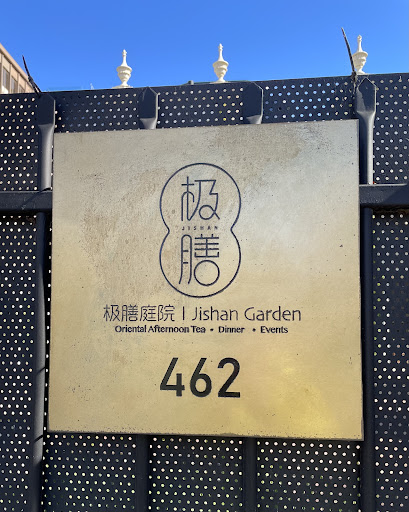 极
JISHAN
膳
极膳庭院 | Jishan Garden
Oriental Afternoon Tea • Dinner • Events
462